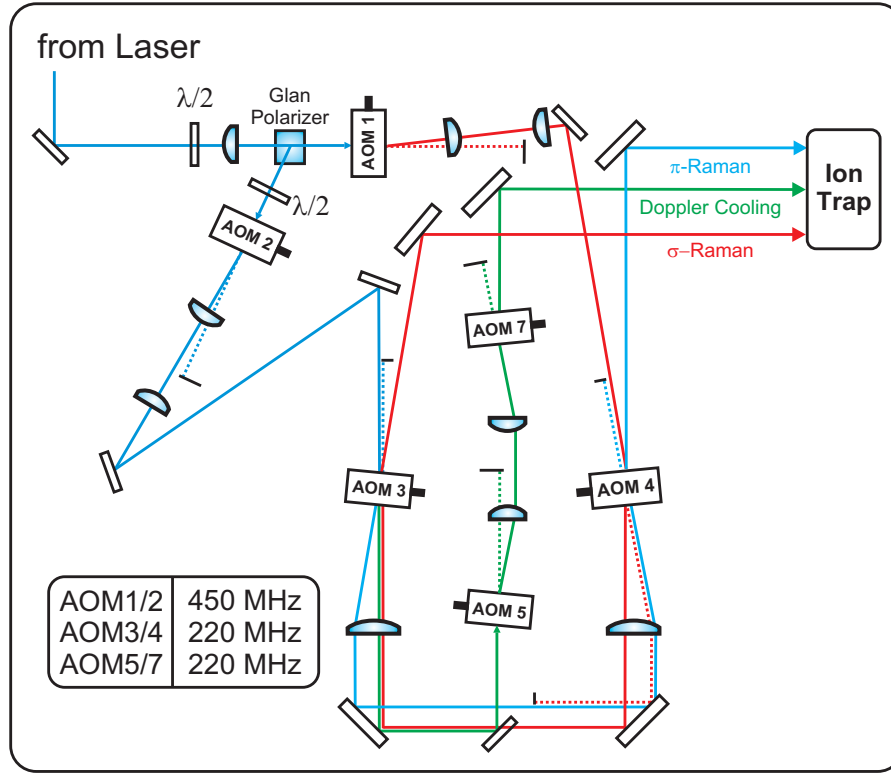 from Laser
λ/2
Glan
Polarizer
AOM 1
λ/2
AOM 2
π-Raman
Doppler Cooling
σ–Raman
Ion
Trap
AOM 7
AOM 3
AOM 4
AOM 5
AOM1/2 450 MHz
AOM3/4 220 MHz
AOM5/7 220 MHz